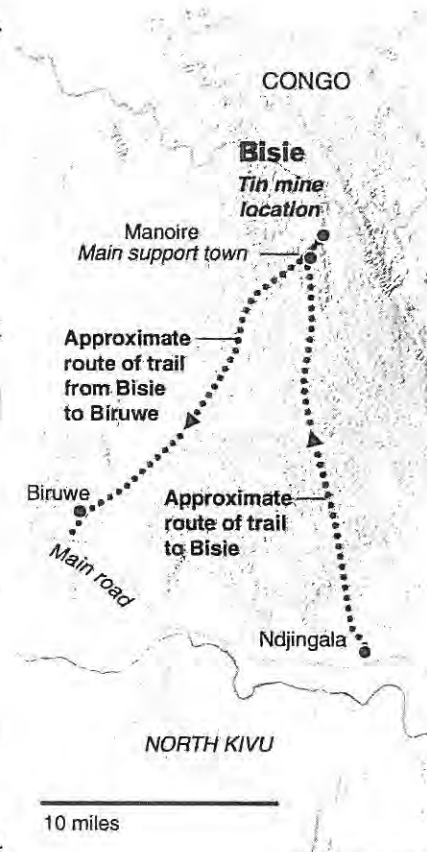 CONGO
Bisie
Tin mine
location
Manoire
Main support town
Approximate
route of trail
from Bisie
to Biruwe
Biruwe
Approximate
route of trail
to Bisie
Main road
Ndjingala
NORTH KIVU
10 miles